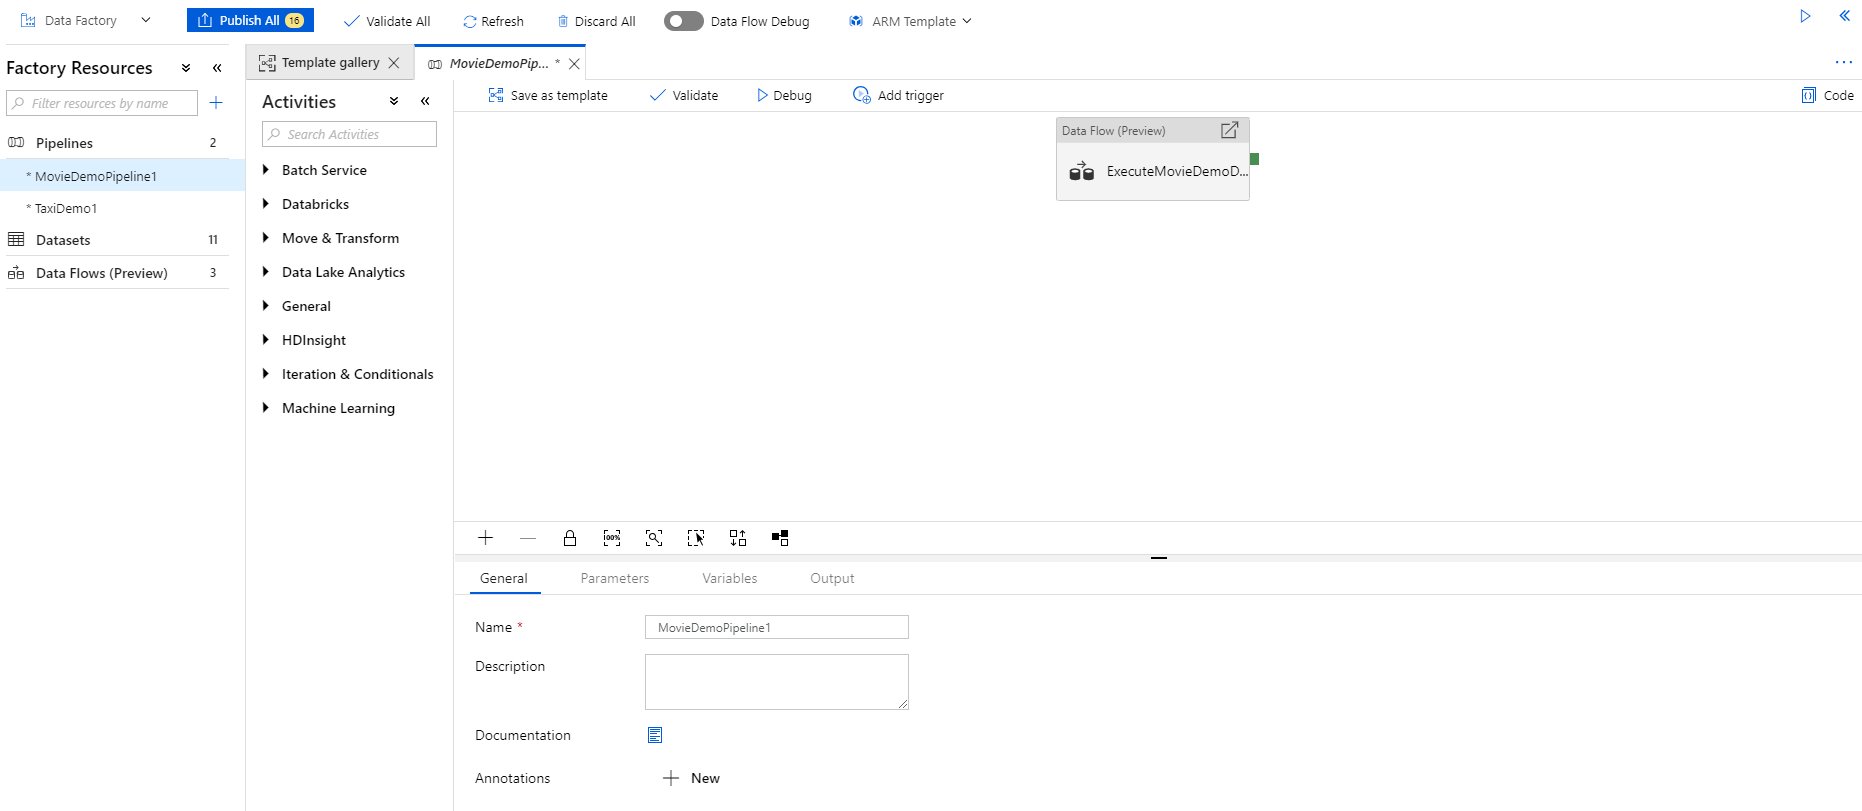 Data Factory
Publish All 16
Validate All
Refresh
Discard All
Data Flow Debug
ARM Template
Factory Resources
Filter resources by name
Pipelines 2
* MovieDemoPipeline1
* TaxiDemo1
Datasets 11
Data Flows (Preview) 3
Template gallery
MovieDemoPip... *
Activities
Search Activities
Batch Service
Databricks
Move & Transform
Data Lake Analytics
General
HDInsight
Iteration & Conditionals
Machine Learning
Save as template
Validate
Debug
Add trigger
Code
Data Flow (Preview)
ExecuteMovieDemoD...
100%
General
Parameters
Variables
Output
Name *
MovieDemoPipeline1
Description
Documentation
Annotations
New